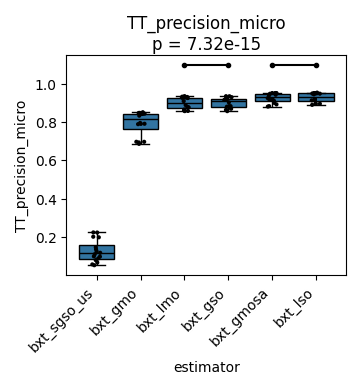 TT_precision_micro
p = 7.32e-15
TT_precision_micro
1.0
0.8
0.6
0.4
0.2
bxt_sgso_us
bxt_gmo
bxt_lmo
bxt_gso
bxt_gmosa
bxt_lso
estimator